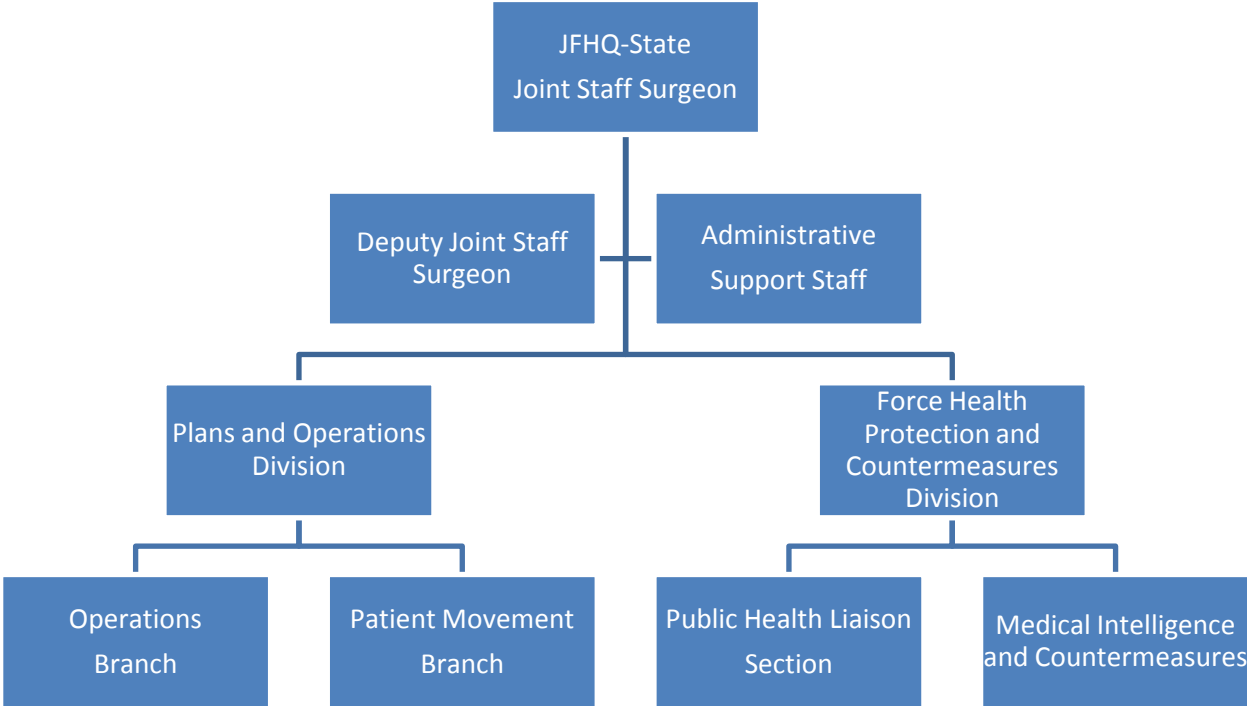 JFHQ-State
Joint Staff Surgeon
Deputy Joint Staff
Surgeon
Administrative
Support Staff
Plans and Operations
Division
Force Health
Protection and
Countermeasures
Division
Operations
Branch
Patient Movement
Branch
Public Health Liaison
Section
Medical Intelligence
and Countermeasures